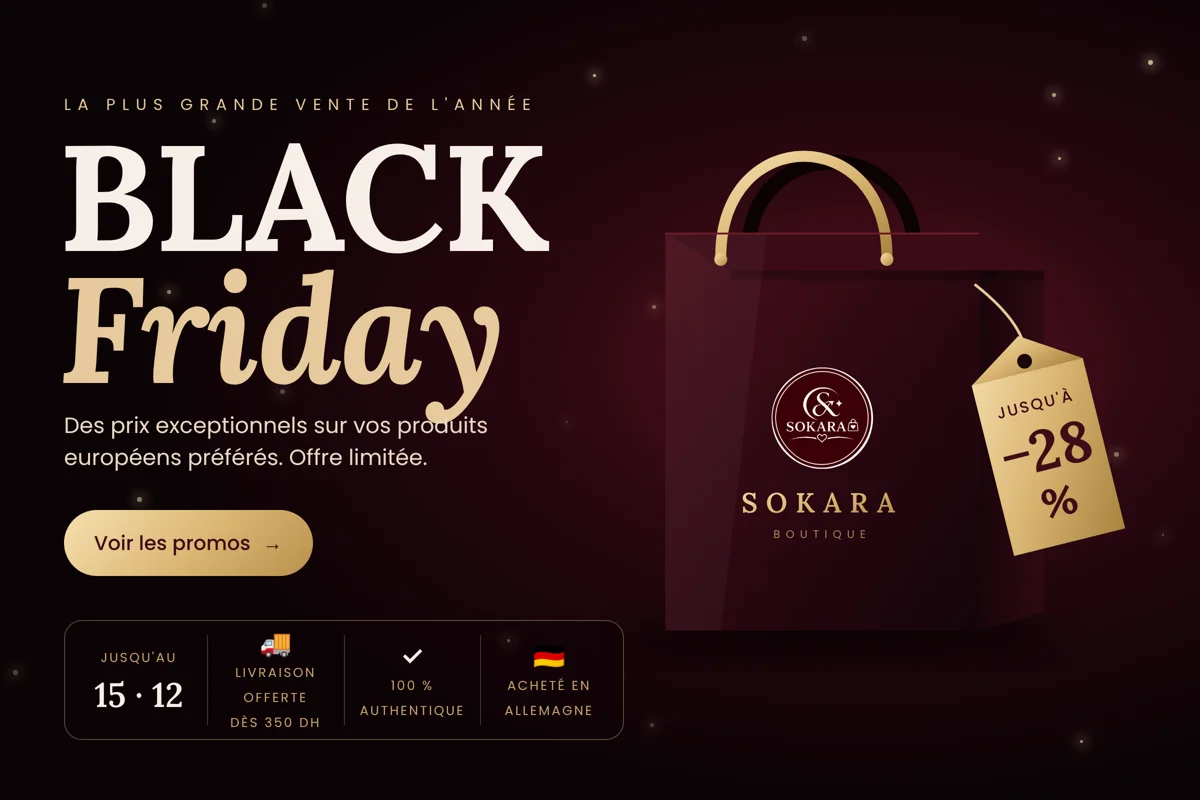 LA PLUS GRANDE VENTE DE L'ANNÉE
BLACK
Friday
Des prix exceptionnels sur vos produits
européens préférés. Offre limitée.
Voir les promos →
JUSQU'AU
15 · 12
LIVRAISON
OFFERTE
DÈS 350 DH
100 %
AUTHENTIQUE
ACHETÉ EN
ALLEMAGNE
&
SOKARA
SOKARA
BOUTIQUE
JUSQU'À
–28
%